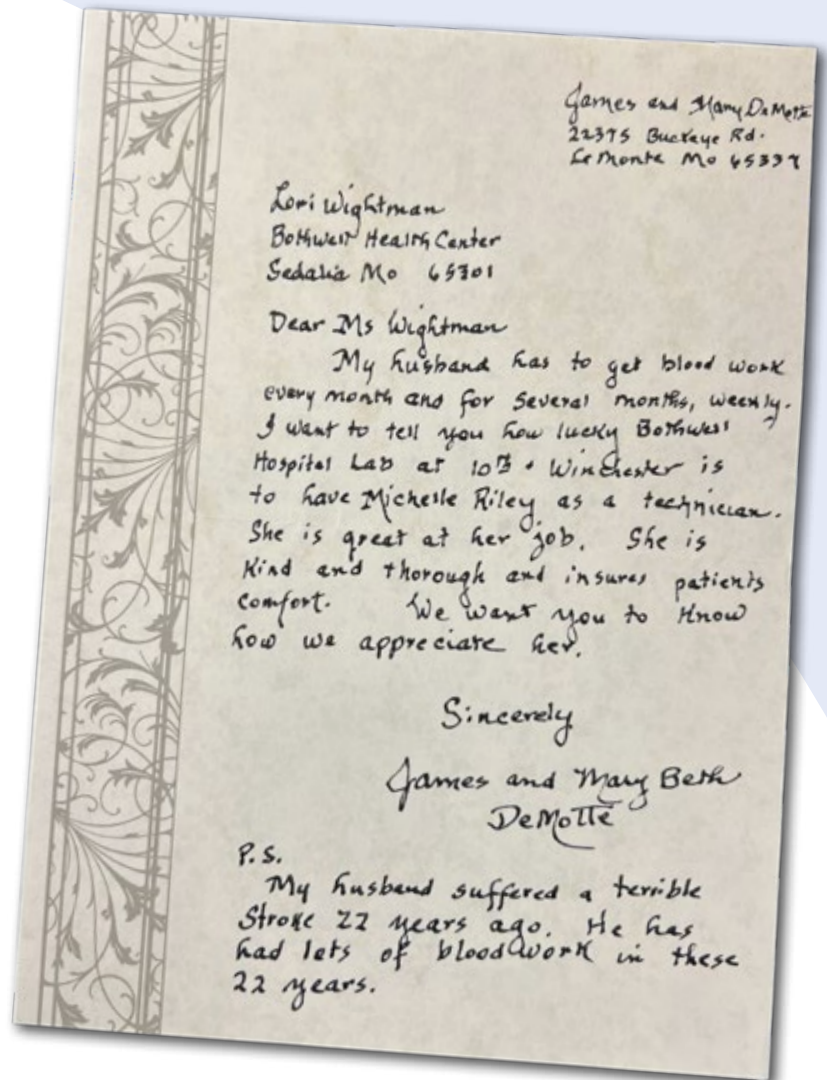 James and Mary DeMotte
22375 Buckeye Rd.
LaMonte Mo 65337
Lori Wightman
Bothwell Health Center
Sedalia Mo 65301
Dear Ms Wightman
My husband has to get blood work
every month and for several months, weekly.
I want to tell you how lucky Bothwell
Hospital Lab at 10th + Winchester is
to have Michelle Riley as a technician.
She is great at her job. She is
kind and thorough and insures patients
comfort. We want you to know
how we appreciate her.
Sincerely
James and Mary Beth
DeMotte
P.S.
My husband suffered a terrible
stroke 22 years ago. He has
had lots of bloodwork in these
22 years.